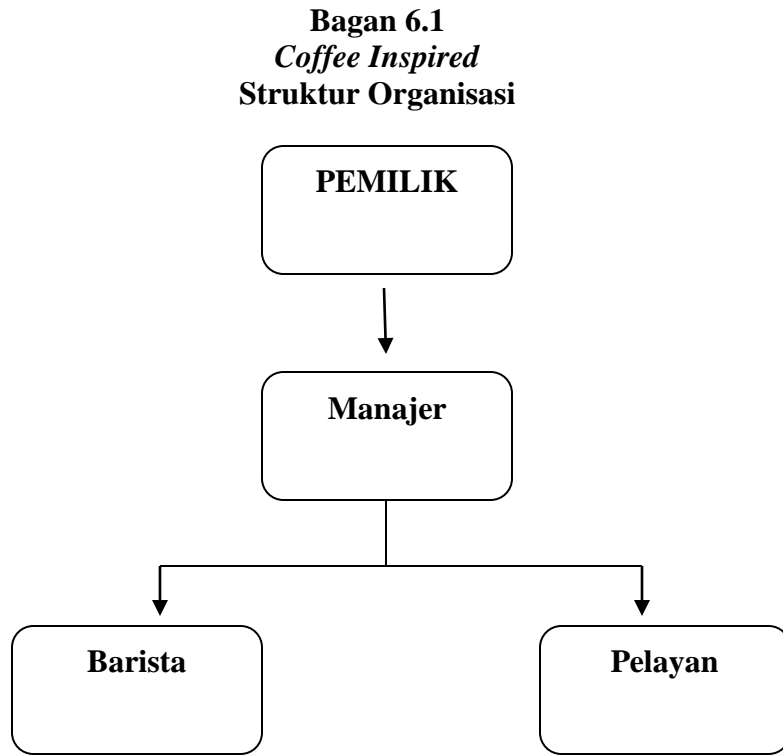 Bagan 6.1
Coffee Inspired
Struktur Organisasi
PEMILIK
Manajer
Barista
Pelayan